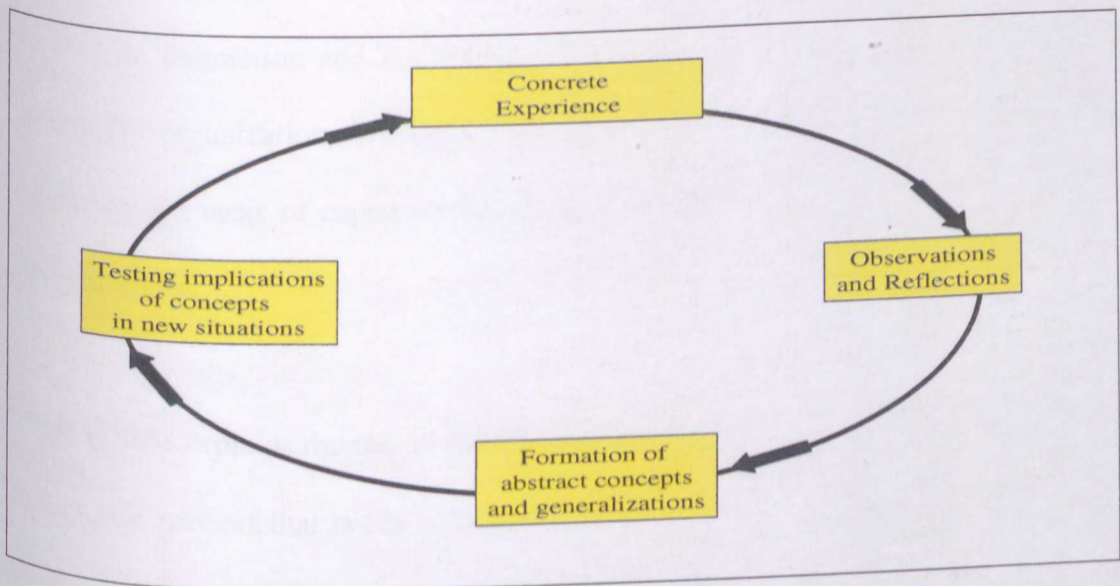 Concrete
Experience
Observations
and Reflections
Formation of
abstract concepts
and generalizations
Testing implications
of concepts
in new situations